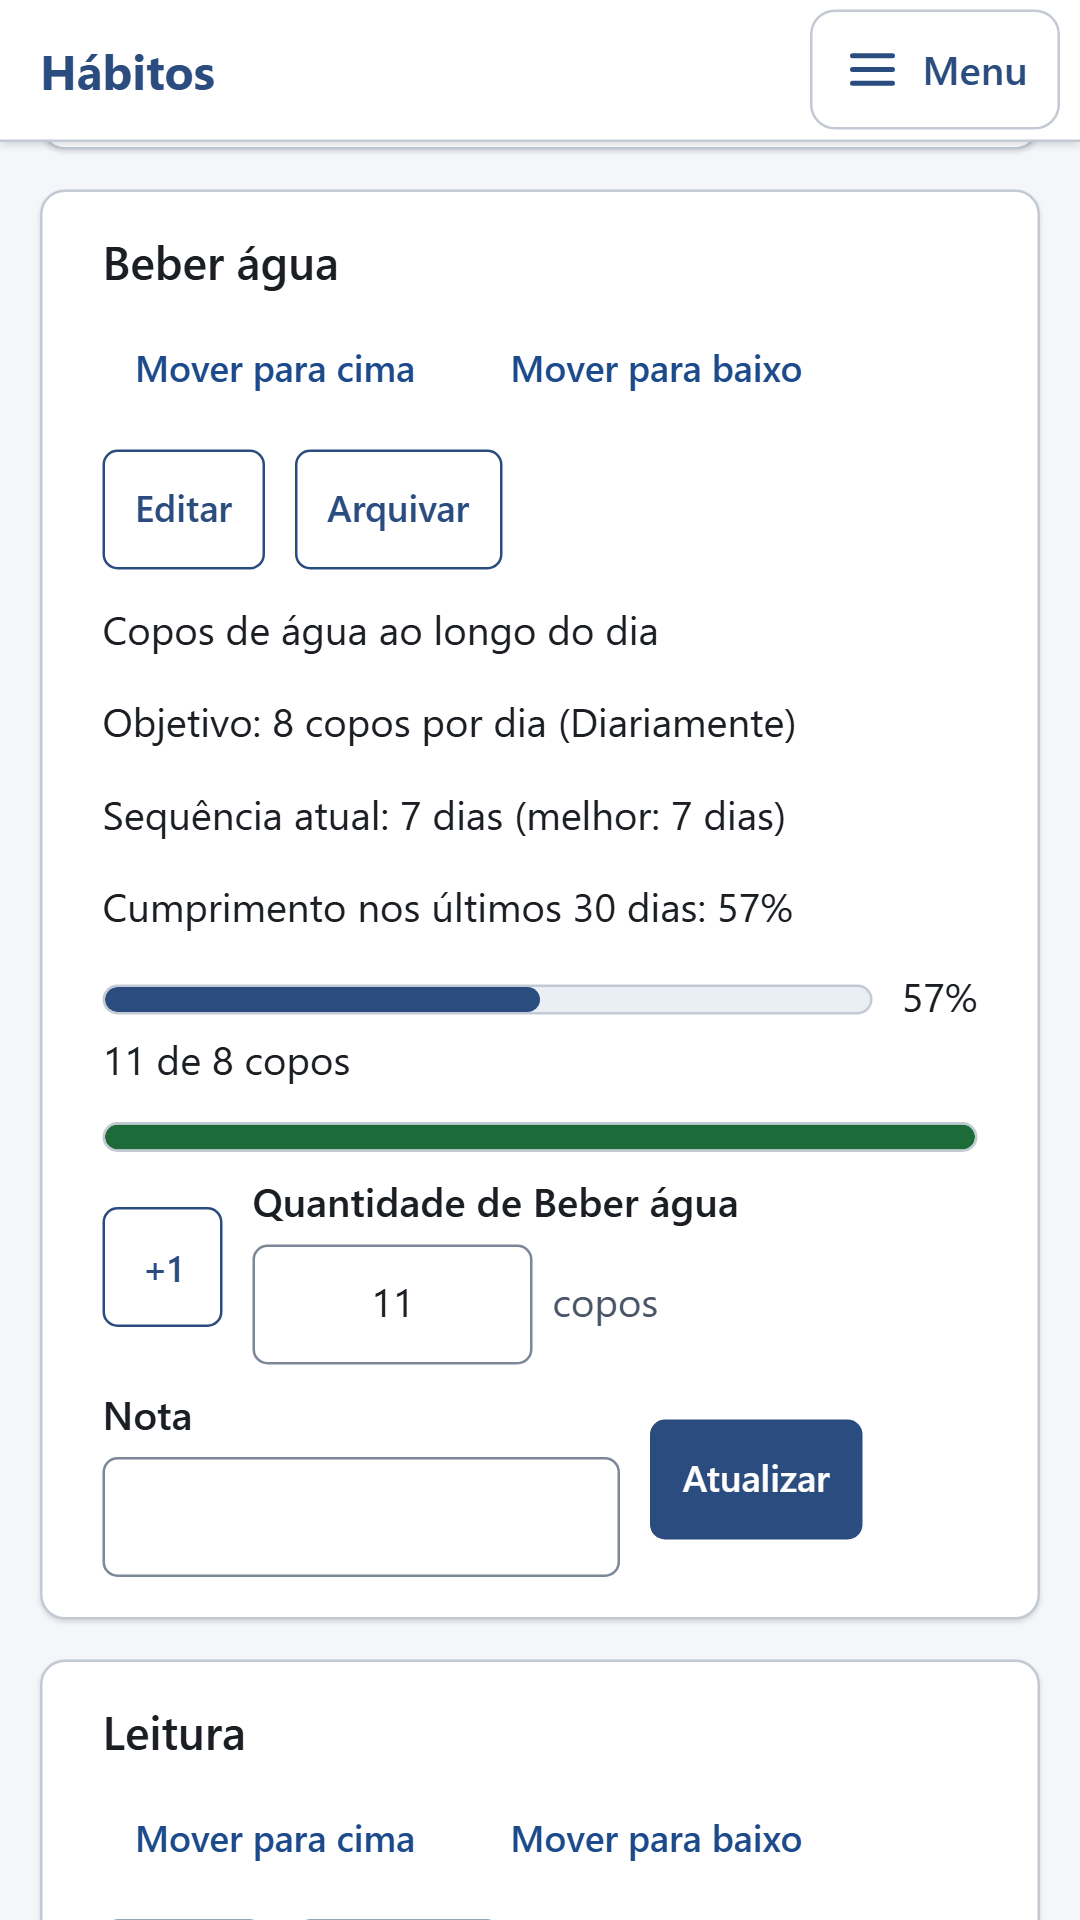 Hábitos
Menu
Beber água
Mover para cima
Mover para baixo
Editar
Arquivar
Copos de água ao longo do dia
Objetivo: 8 copos por dia (Diariamente)
Sequência atual: 7 dias (melhor: 7 dias)
Cumprimento nos últimos 30 dias: 57%
57%
11 de 8 copos
Quantidade de Beber água
+1
11
copos
Nota
Atualizar
Leitura
Mover para cima
Mover para baixo